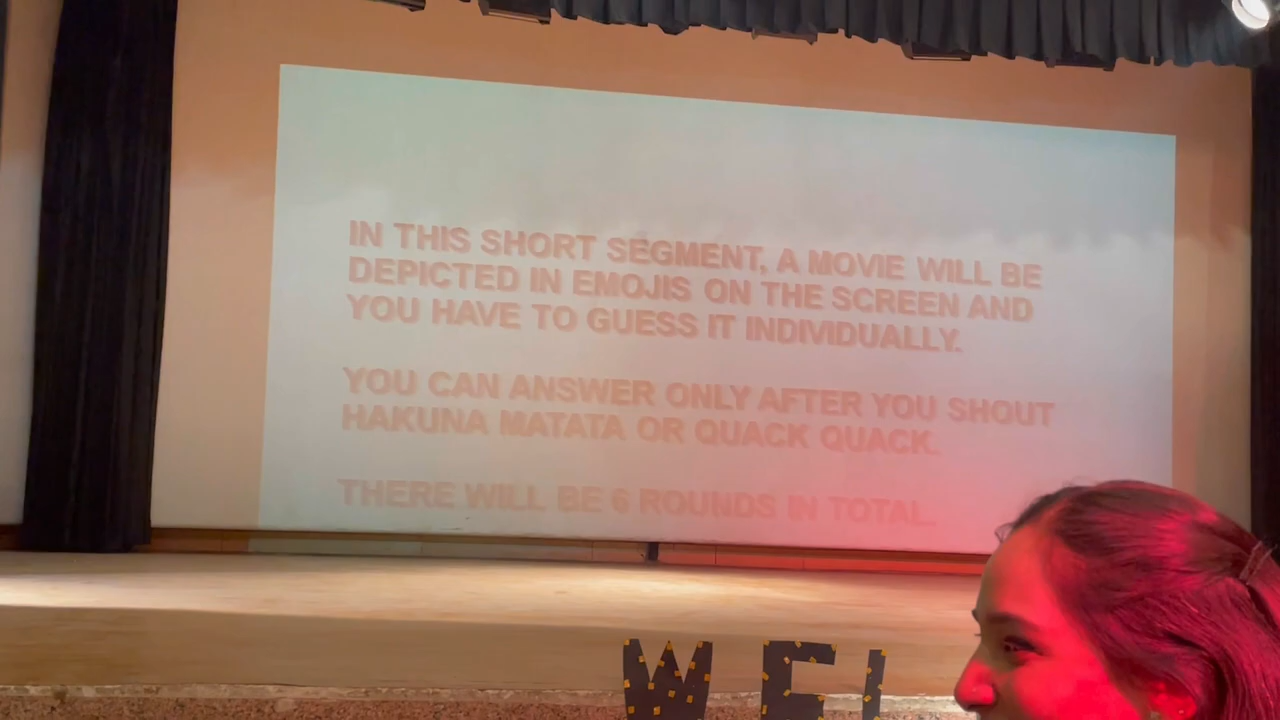 IN THIS SHORT SEGMENT, A MOVIE WILL BE
DEPICTED IN EMOJIS ON THE SCREEN AND
YOU HAVE TO GUESS IT INDIVIDUALLY.
YOU CAN ANSWER ONLY AFTER YOU SHOUT
HAKUNA MATATA OR QUACK QUACK.
THERE WILL BE 6 ROUNDS IN TOTAL.
WEL